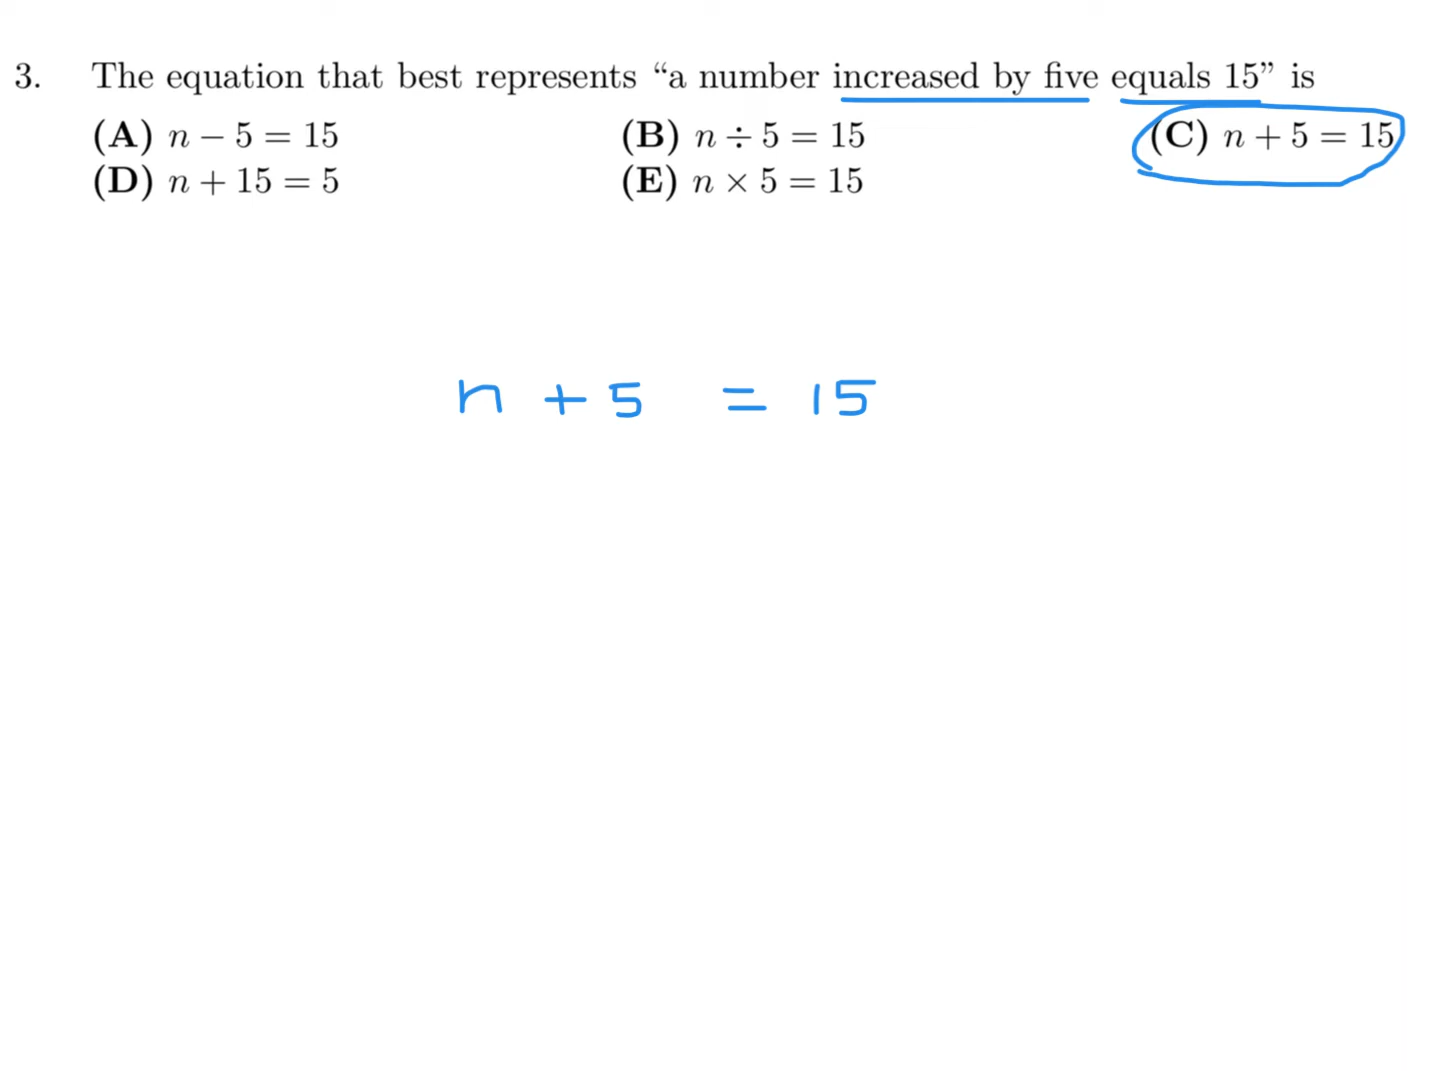 3. The equation that best represents “a number increased by five equals 15” is
(A) n − 5 = 15 (B) n ÷ 5 = 15 (C) n + 5 = 15
(D) n + 15 = 5 (E) n × 5 = 15
n + 5 = 15